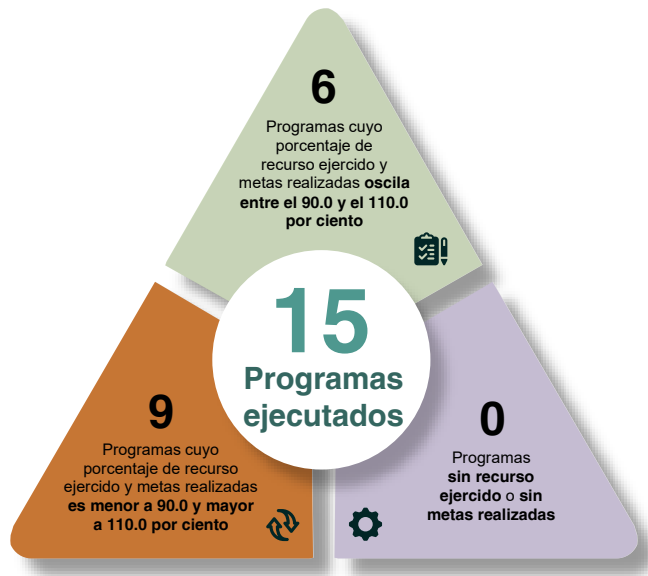 6
Programas cuyo
porcentaje de
recurso ejercido y
metas realizadas oscila
entre el 90.0 y el 110.0
por ciento
15
Programas
ejecutados
9
Programas cuyo
porcentaje de recurso
ejercido y metas realizadas
es menor a 90.0 y mayor
a 110.0 por ciento
0
Programas
sin recurso
ejercido o sin
metas realizadas